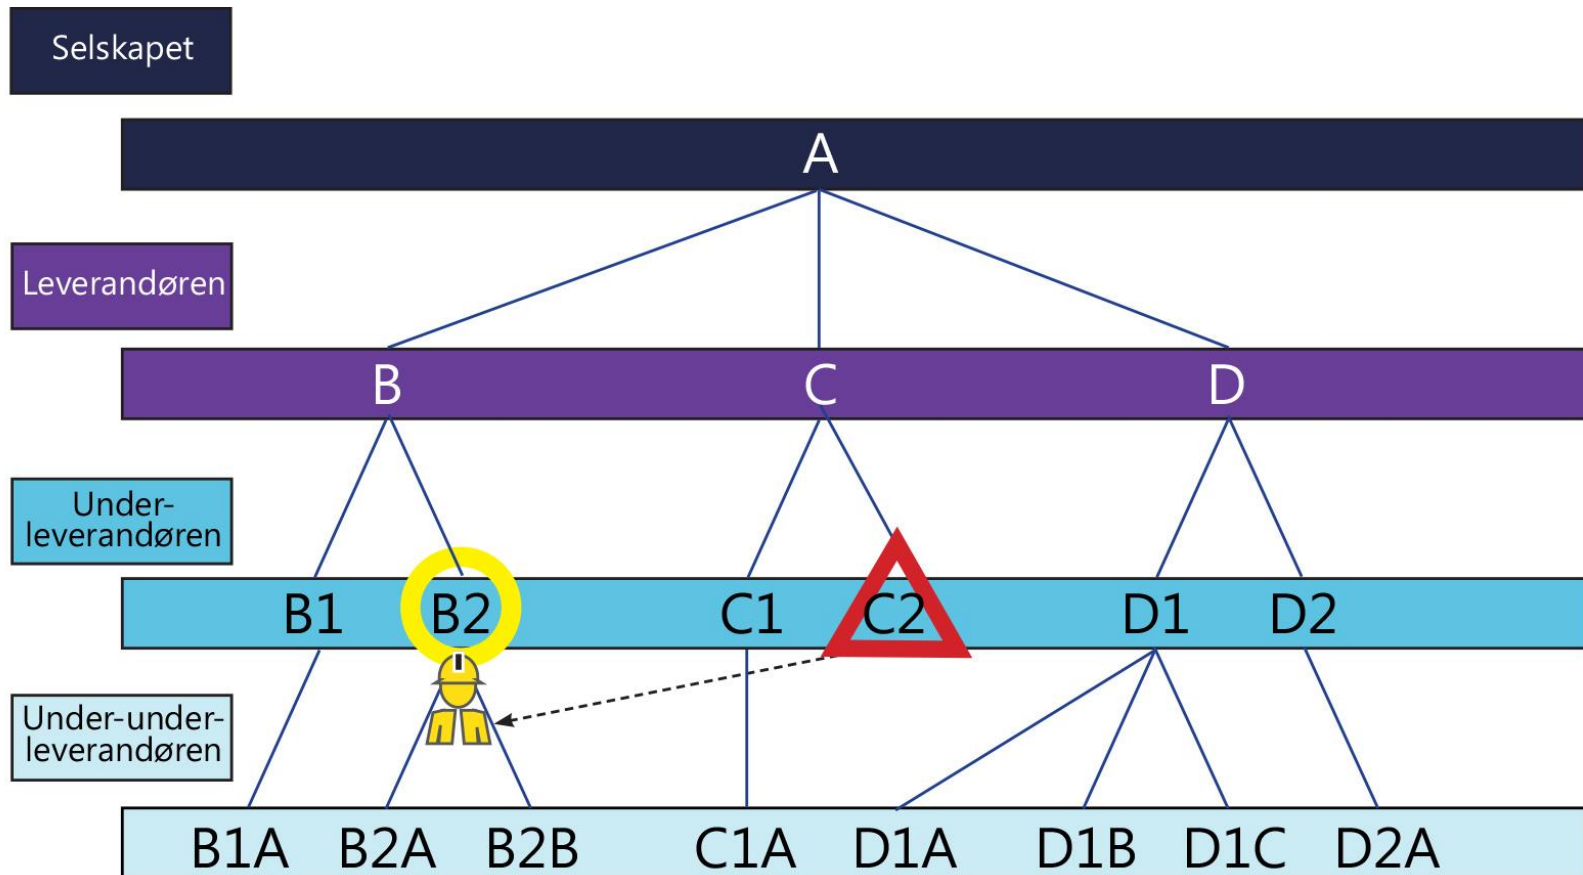 Selskapet
A
Leverandøren
B C D
Under-
leverandøren
B1 B2 C1 C2 D1 D2
Under-under-
leverandøren
B1A B2A B2B C1A D1A D1B D1C D2A